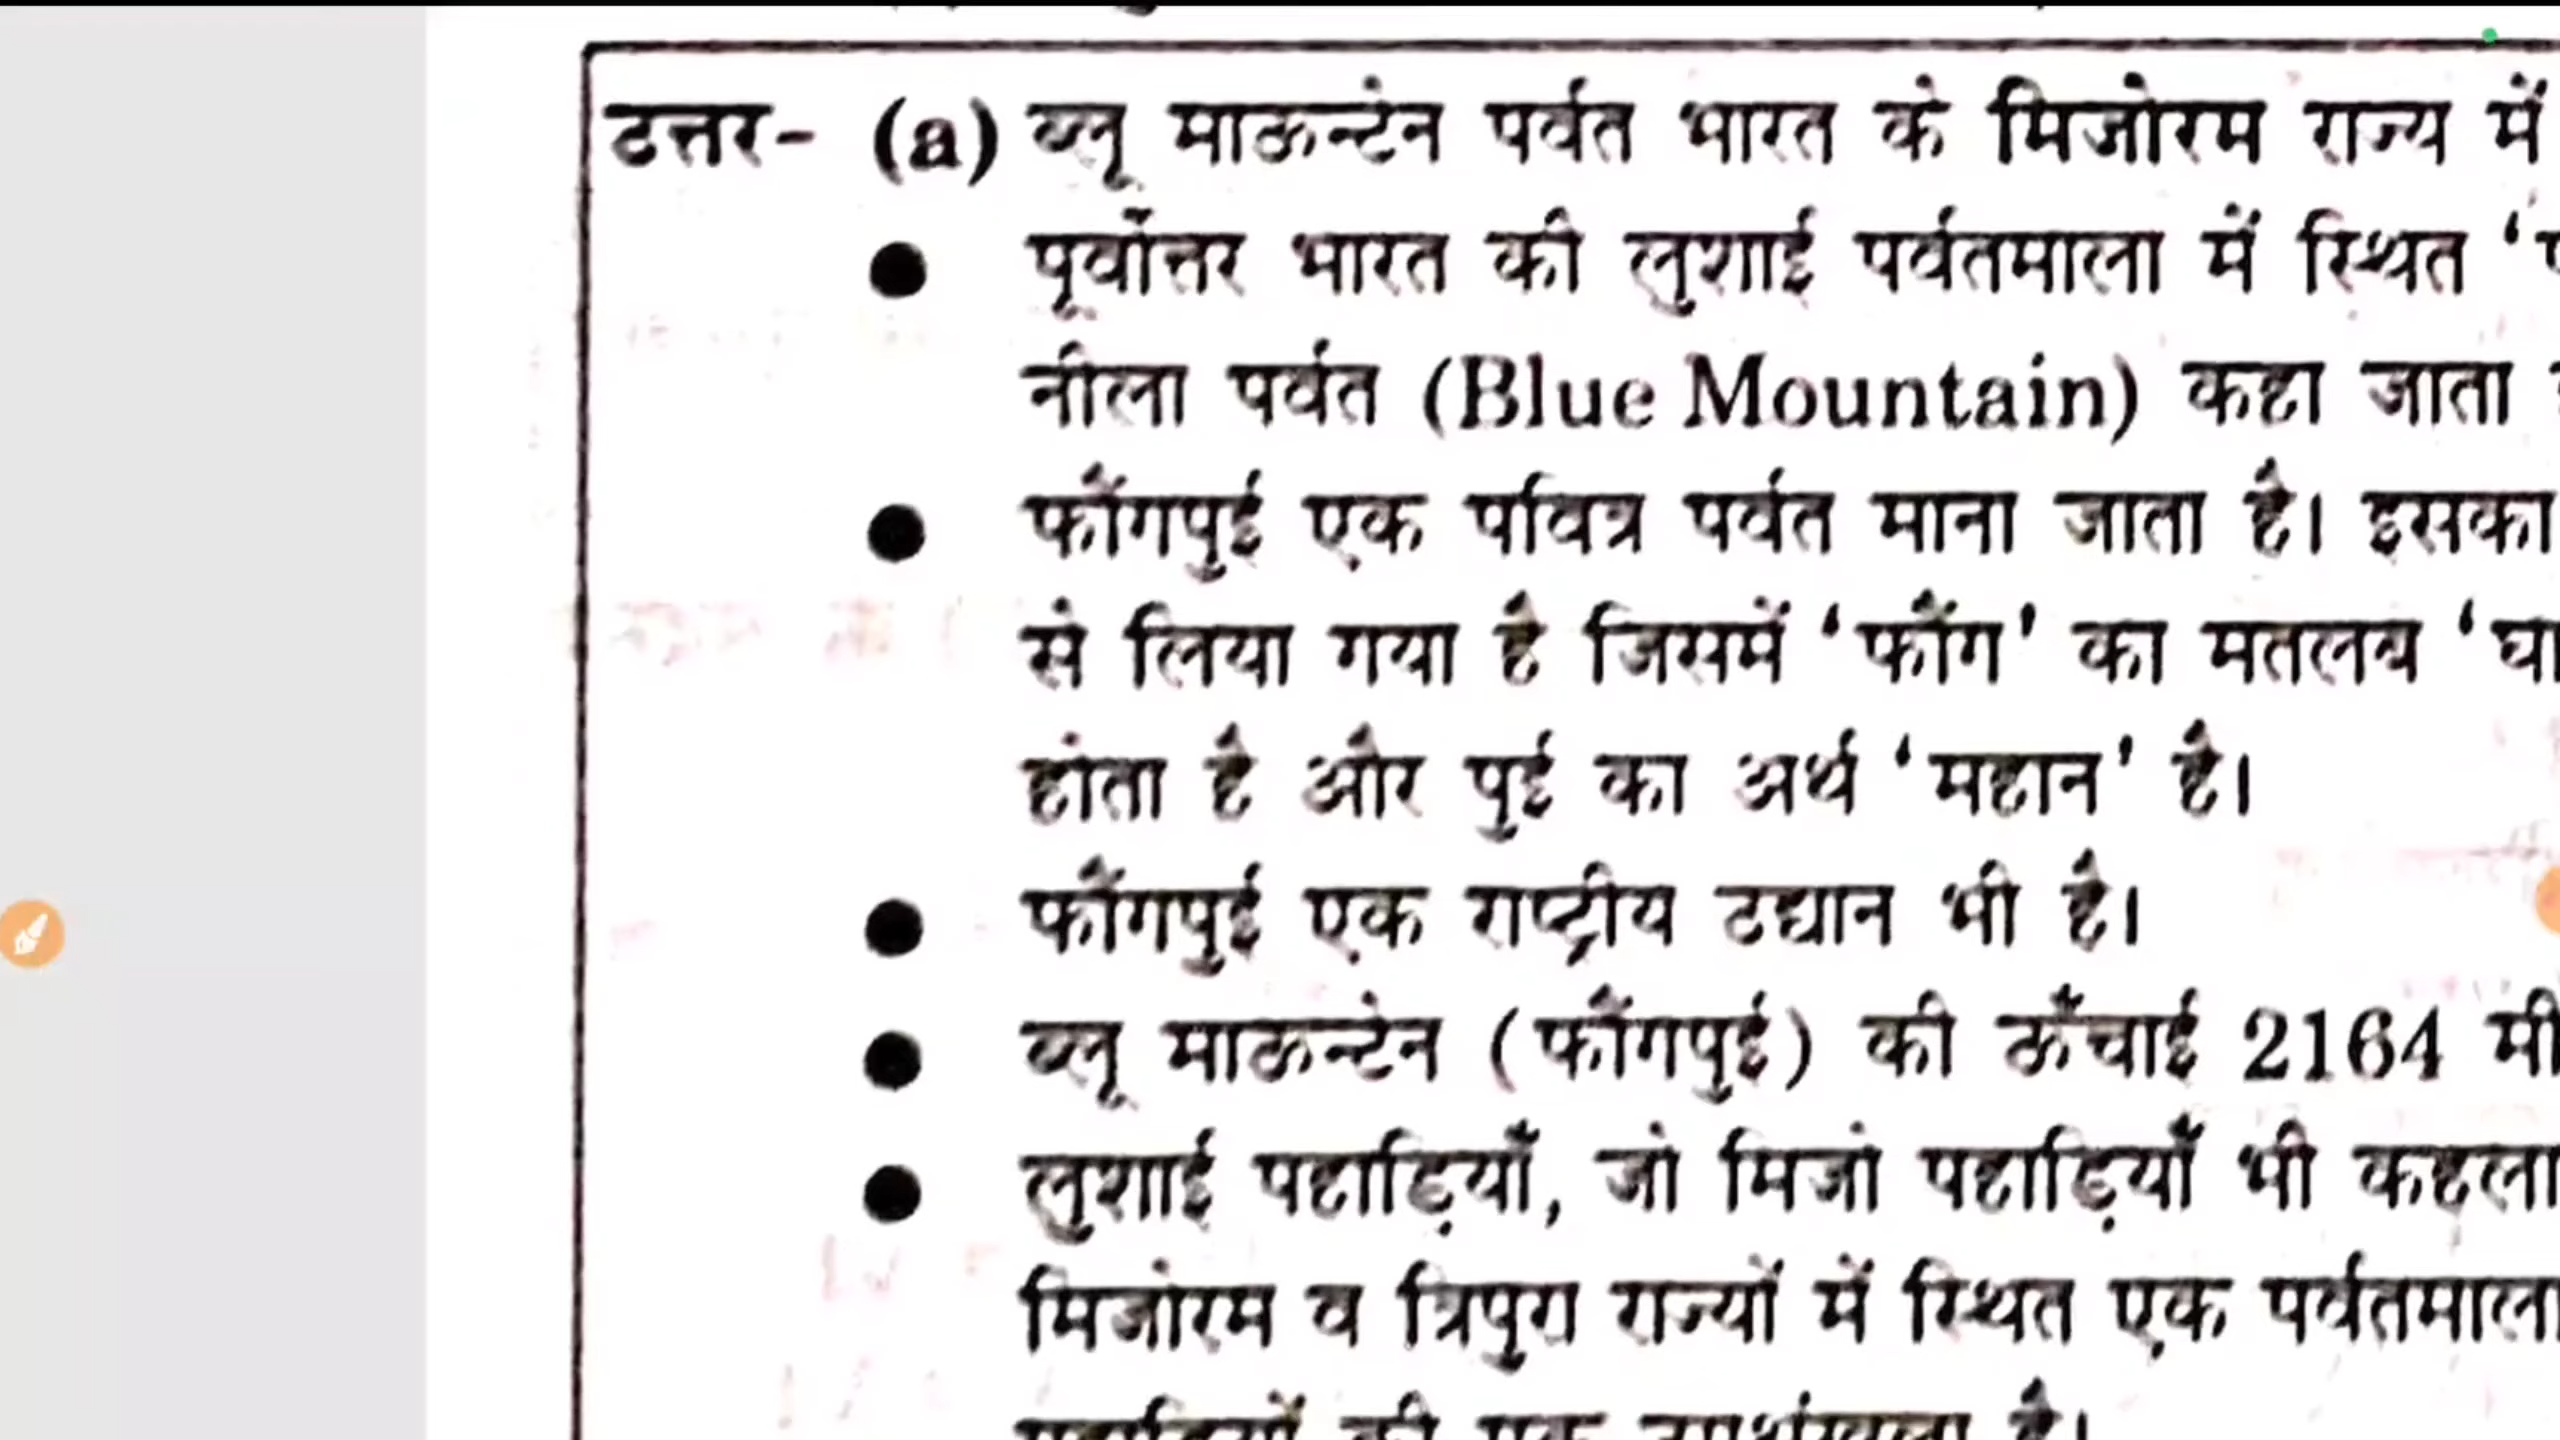 उत्तर- (a) ब्लू माऊन्टेन पर्वत भारत के मिजोरम राज्य में
● पूर्वोत्तर भारत की लुशाई पर्वतमाला में स्थित ‘
नीला पर्वत (Blue Mountain) कहा जाता
● फौंगपुई एक पवित्र पर्वत माना जाता है। इसका
से लिया गया है जिसमें ‘फौंग’ का मतलब ‘घा
होता है और पुई का अर्थ ‘महान’ है।
● फौंगपुई एक राष्ट्रीय उद्यान भी है।
● ब्लू माऊन्टेन (फौंगपुई) की ऊँचाई 2164 मी
● लुशाई पहाड़ियाँ, जो मिजो पहाड़ियाँ भी कहला
मिजोरम व त्रिपुरा राज्यों में स्थित एक पर्वतमाला